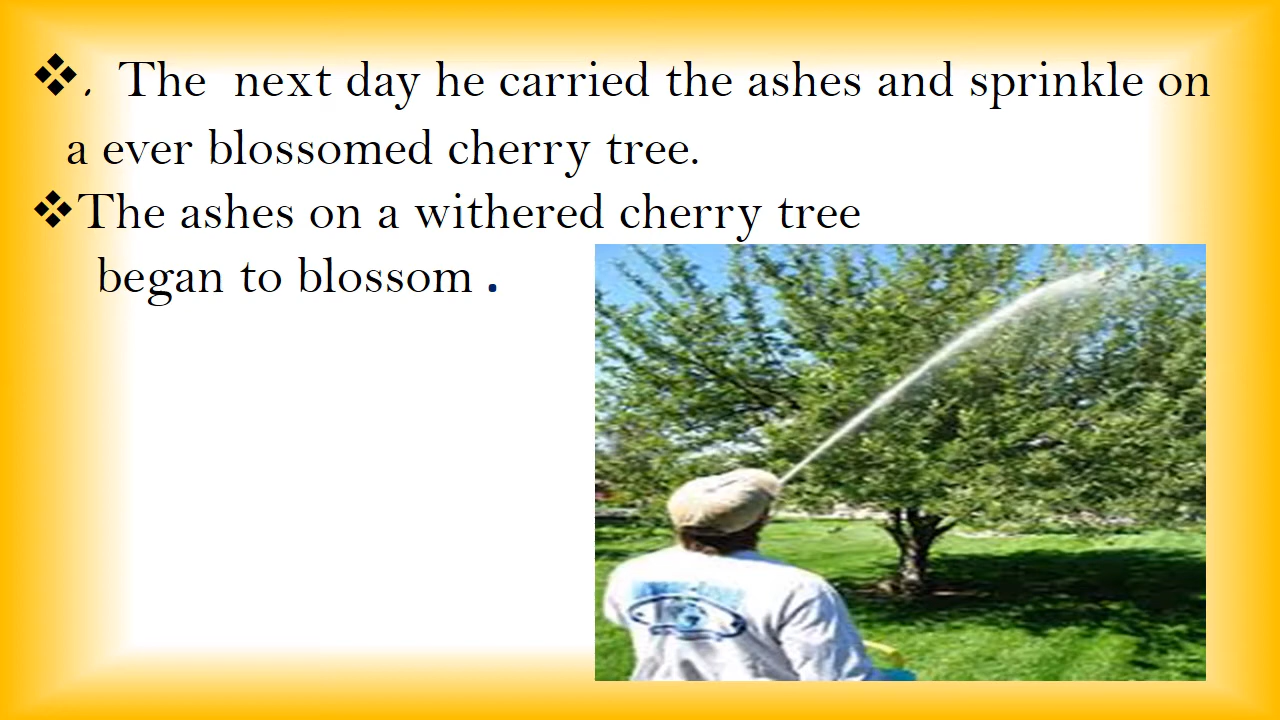 ❖. The next day he carried the ashes and sprinkle on
a ever blossomed cherry tree.
❖The ashes on a withered cherry tree
began to blossom .